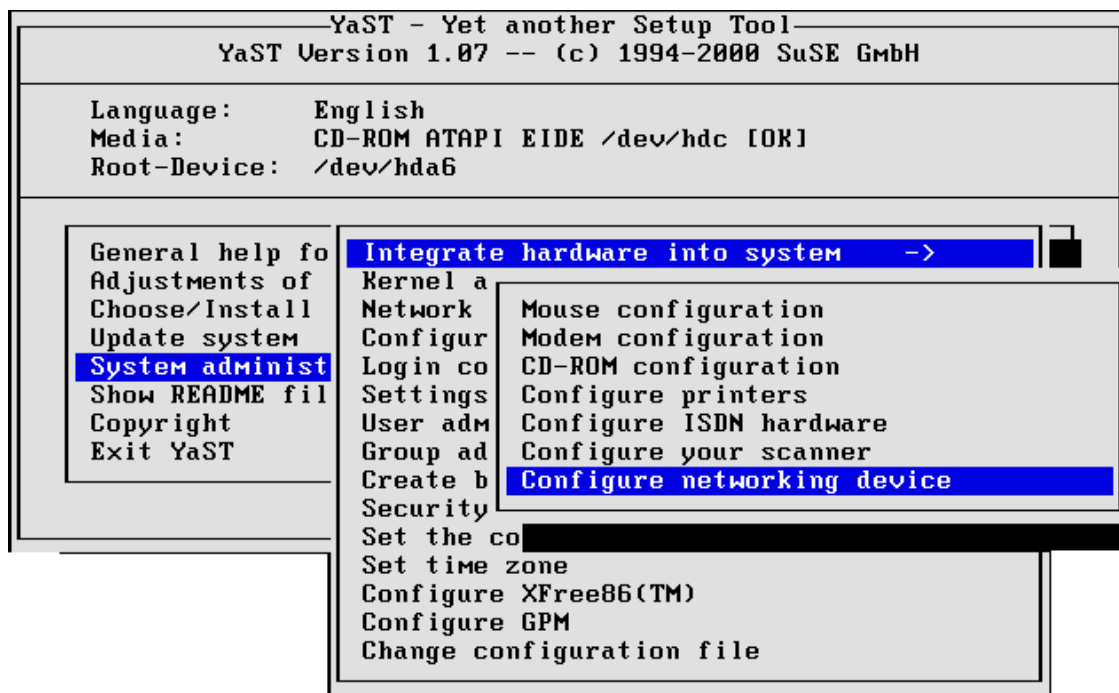 YaST - Yet another Setup Tool
YaST Version 1.07 -- (c) 1994-2000 SuSE GmbH
Language: English
Media: CD-ROM ATAPI EIDE /dev/hdc [OK]
Root-Device: /dev/hda6
General help fo
Adjustments of
Choose/Install
Update system
System administ
Show README fil
Copyright
Exit YaST
Integrate hardware into system ->
Kernel a
Network
Configur
Login co
Settings
User adm
Group ad
Create b
Security
Set the co
Set time zone
Configure XFree86(TM)
Configure GPM
Change configuration file
Mouse configuration
Modem configuration
CD-ROM configuration
Configure printers
Configure ISDN hardware
Configure your scanner
Configure networking device